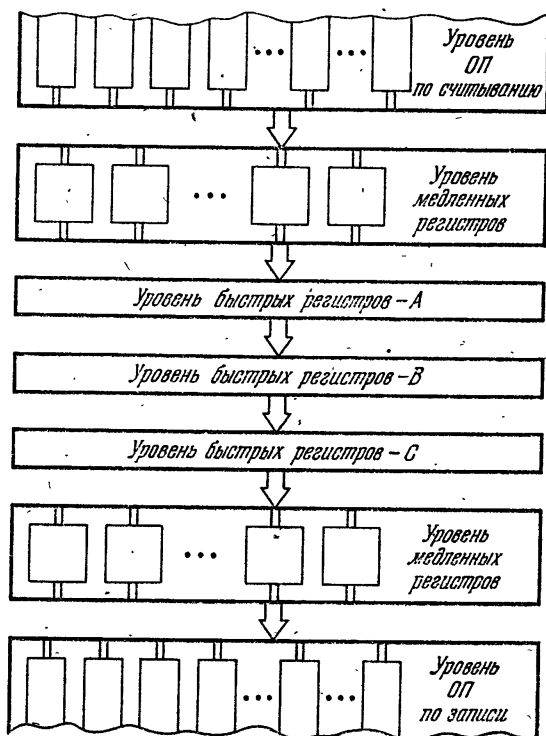 Уровень
ОП
по считыванию
Уровень
медленных
регистров
Уровень быстрых регистров – А
Уровень быстрых регистров – В
Уровень быстрых регистров – С
Уровень
медленных
регистров
Уровень
ОП
по записи